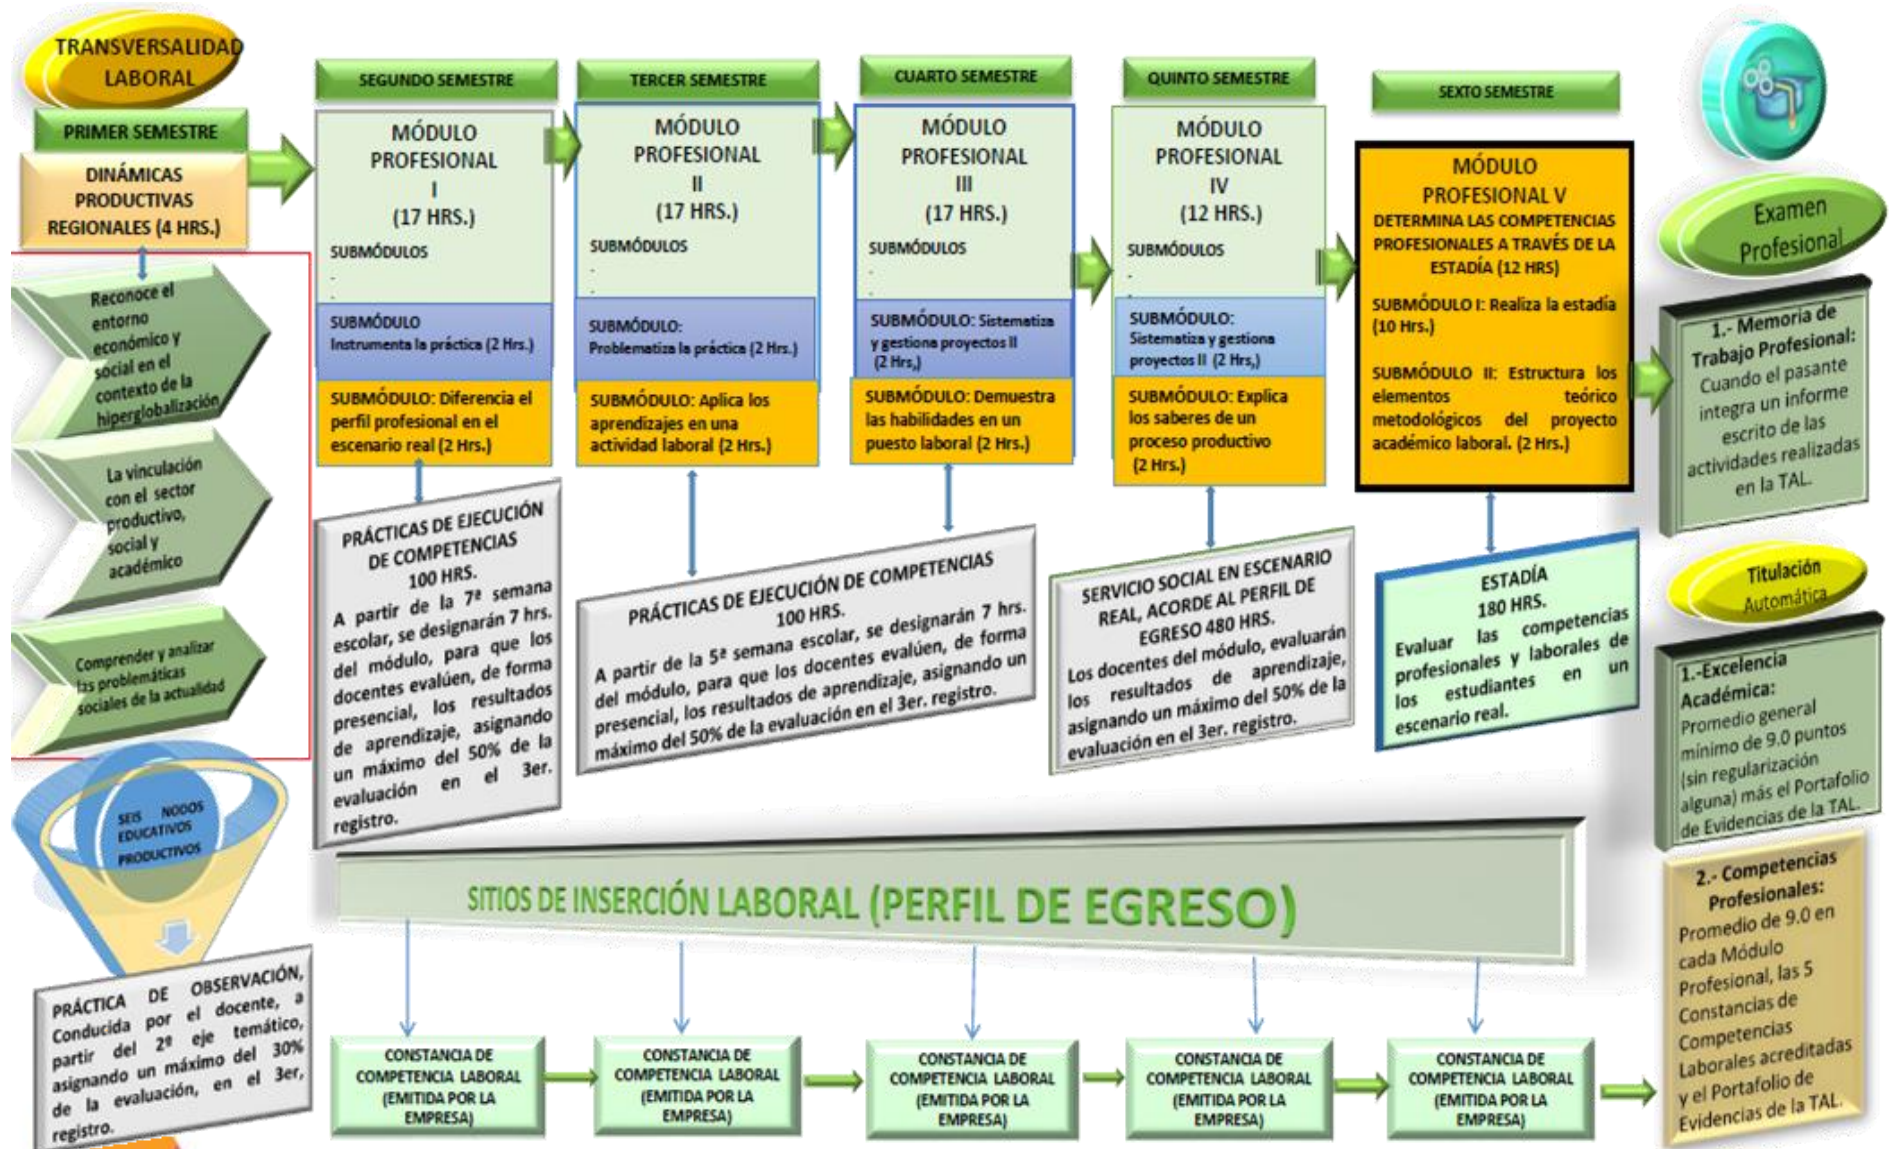 TRANSVERSALIDAD
LABORAL
PRIMER SEMESTRE
DINÁMICAS
PRODUCTIVAS
REGIONALES (4 HRS.)
Reconoce el
entorno
económico y
social en el
contexto de la
hiperglobalización
La vinculación
con el sector
productivo,
social y
académico
Comprender y analizar
las problemáticas
sociales de la actualidad
SEIS NODOS
EDUCATIVOS
PRODUCTIVOS
PRÁCTICA DE OBSERVACIÓN,
Conducida por el docente, a
partir del 2º eje temático,
asignando un máximo del 30%
de la evaluación, en el 3er,
registro.
SEGUNDO SEMESTRE
MÓDULO
PROFESIONAL
I
(17 HRS.)
SUBMÓDULOS
.
.
SUBMÓDULO
Instrumenta la práctica (2 Hrs.)
SUBMÓDULO: Diferencia el
perfil profesional en el
escenario real (2 Hrs.)
PRÁCTICAS DE EJECUCIÓN
DE COMPETENCIAS
100 HRS.
A partir de la 7ª semana
escolar, se designarán 7 hrs.
del módulo, para que los
docentes evalúen, de forma
presencial, los resultados
de aprendizaje, asignando
un máximo del 50% de la
evaluación en el 3er.
registro.
TERCER SEMESTRE
MÓDULO
PROFESIONAL
II
(17 HRS.)
SUBMÓDULOS
.
.
SUBMÓDULO:
Problematiza la práctica (2 Hrs.)
SUBMÓDULO: Aplica los
aprendizajes en una
actividad laboral (2 Hrs.)
CUARTO SEMESTRE
MÓDULO
PROFESIONAL
III
(17 HRS.)
SUBMÓDULOS
.
.
SUBMÓDULO: Sistematiza
y gestiona proyectos II
(2 Hrs,)
SUBMÓDULO: Demuestra
las habilidades en un
puesto laboral (2 Hrs.)
PRÁCTICAS DE EJECUCIÓN DE COMPETENCIAS
100 HRS.
A partir de la 5ª semana escolar, se designarán 7 hrs.
del módulo, para que los docentes evalúen, de forma
presencial, los resultados de aprendizaje, asignando un
máximo del 50% de la evaluación en el 3er. registro.
QUINTO SEMESTRE
MÓDULO
PROFESIONAL
IV
(12 HRS.)
SUBMÓDULOS
.
.
SUBMÓDULO:
Sistematiza y gestiona
proyectos II (2 Hrs,)
SUBMÓDULO: Explica
los saberes de un
proceso productivo
(2 Hrs.)
SERVICIO SOCIAL EN ESCENARIO
REAL, ACORDE AL PERFIL DE
EGRESO 480 HRS.
Los docentes del módulo, evaluarán
los resultados de aprendizaje,
asignando un máximo del 50% de la
evaluación en el 3er. registro.
SEXTO SEMESTRE
MÓDULO
PROFESIONAL V
DETERMINA LAS COMPETENCIAS
PROFESIONALES A TRAVÉS DE LA
ESTADÍA (12 HRS)
SUBMÓDULO I: Realiza la estadía
(10 Hrs.)
SUBMÓDULO II: Estructura los
elementos teórico
metodológicos del proyecto
académico laboral. (2 Hrs.)
ESTADÍA
180 HRS.
Evaluar las competencias
profesionales y laborales de
los estudiantes en un
escenario real.
Examen
Profesional
1.- Memoria de
Trabajo Profesional:
Cuando el pasante
integra un informe
escrito de las
actividades realizadas
en la TAL.
Titulación
Automática
1.-Excelencia
Académica:
Promedio general
mínimo de 9.0 puntos
(sin regularización
alguna) más el Portafolio
de Evidencias de la TAL.
2.- Competencias
Profesionales:
Promedio de 9.0 en
cada Módulo
Profesional, las 5
Constancias de
Competencias
Laborales acreditadas
y el Portafolio de
Evidencias de la TAL.
SITIOS DE INSERCIÓN LABORAL (PERFIL DE EGRESO)
CONSTANCIA DE
COMPETENCIA LABORAL
(EMITIDA POR LA
EMPRESA)
CONSTANCIA DE
COMPETENCIA LABORAL
(EMITIDA POR LA
EMPRESA)
CONSTANCIA DE
COMPETENCIA LABORAL
(EMITIDA POR LA
EMPRESA)
CONSTANCIA DE
COMPETENCIA LABORAL
(EMITIDA POR LA
EMPRESA)
CONSTANCIA DE
COMPETENCIA LABORAL
(EMITIDA POR LA
EMPRESA)